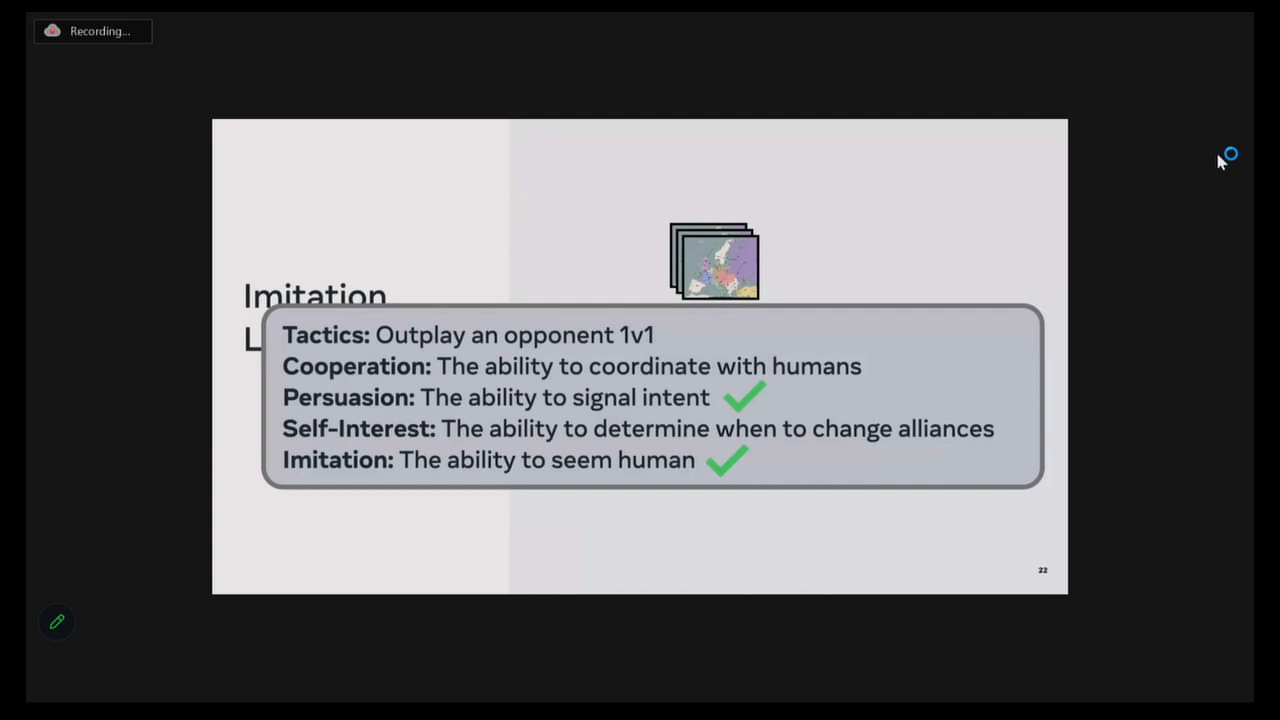 Recording...
Imitation
L
Tactics: Outplay an opponent 1v1
Cooperation: The ability to coordinate with humans
Persuasion: The ability to signal intent
Self-Interest: The ability to determine when to change alliances
Imitation: The ability to seem human
22